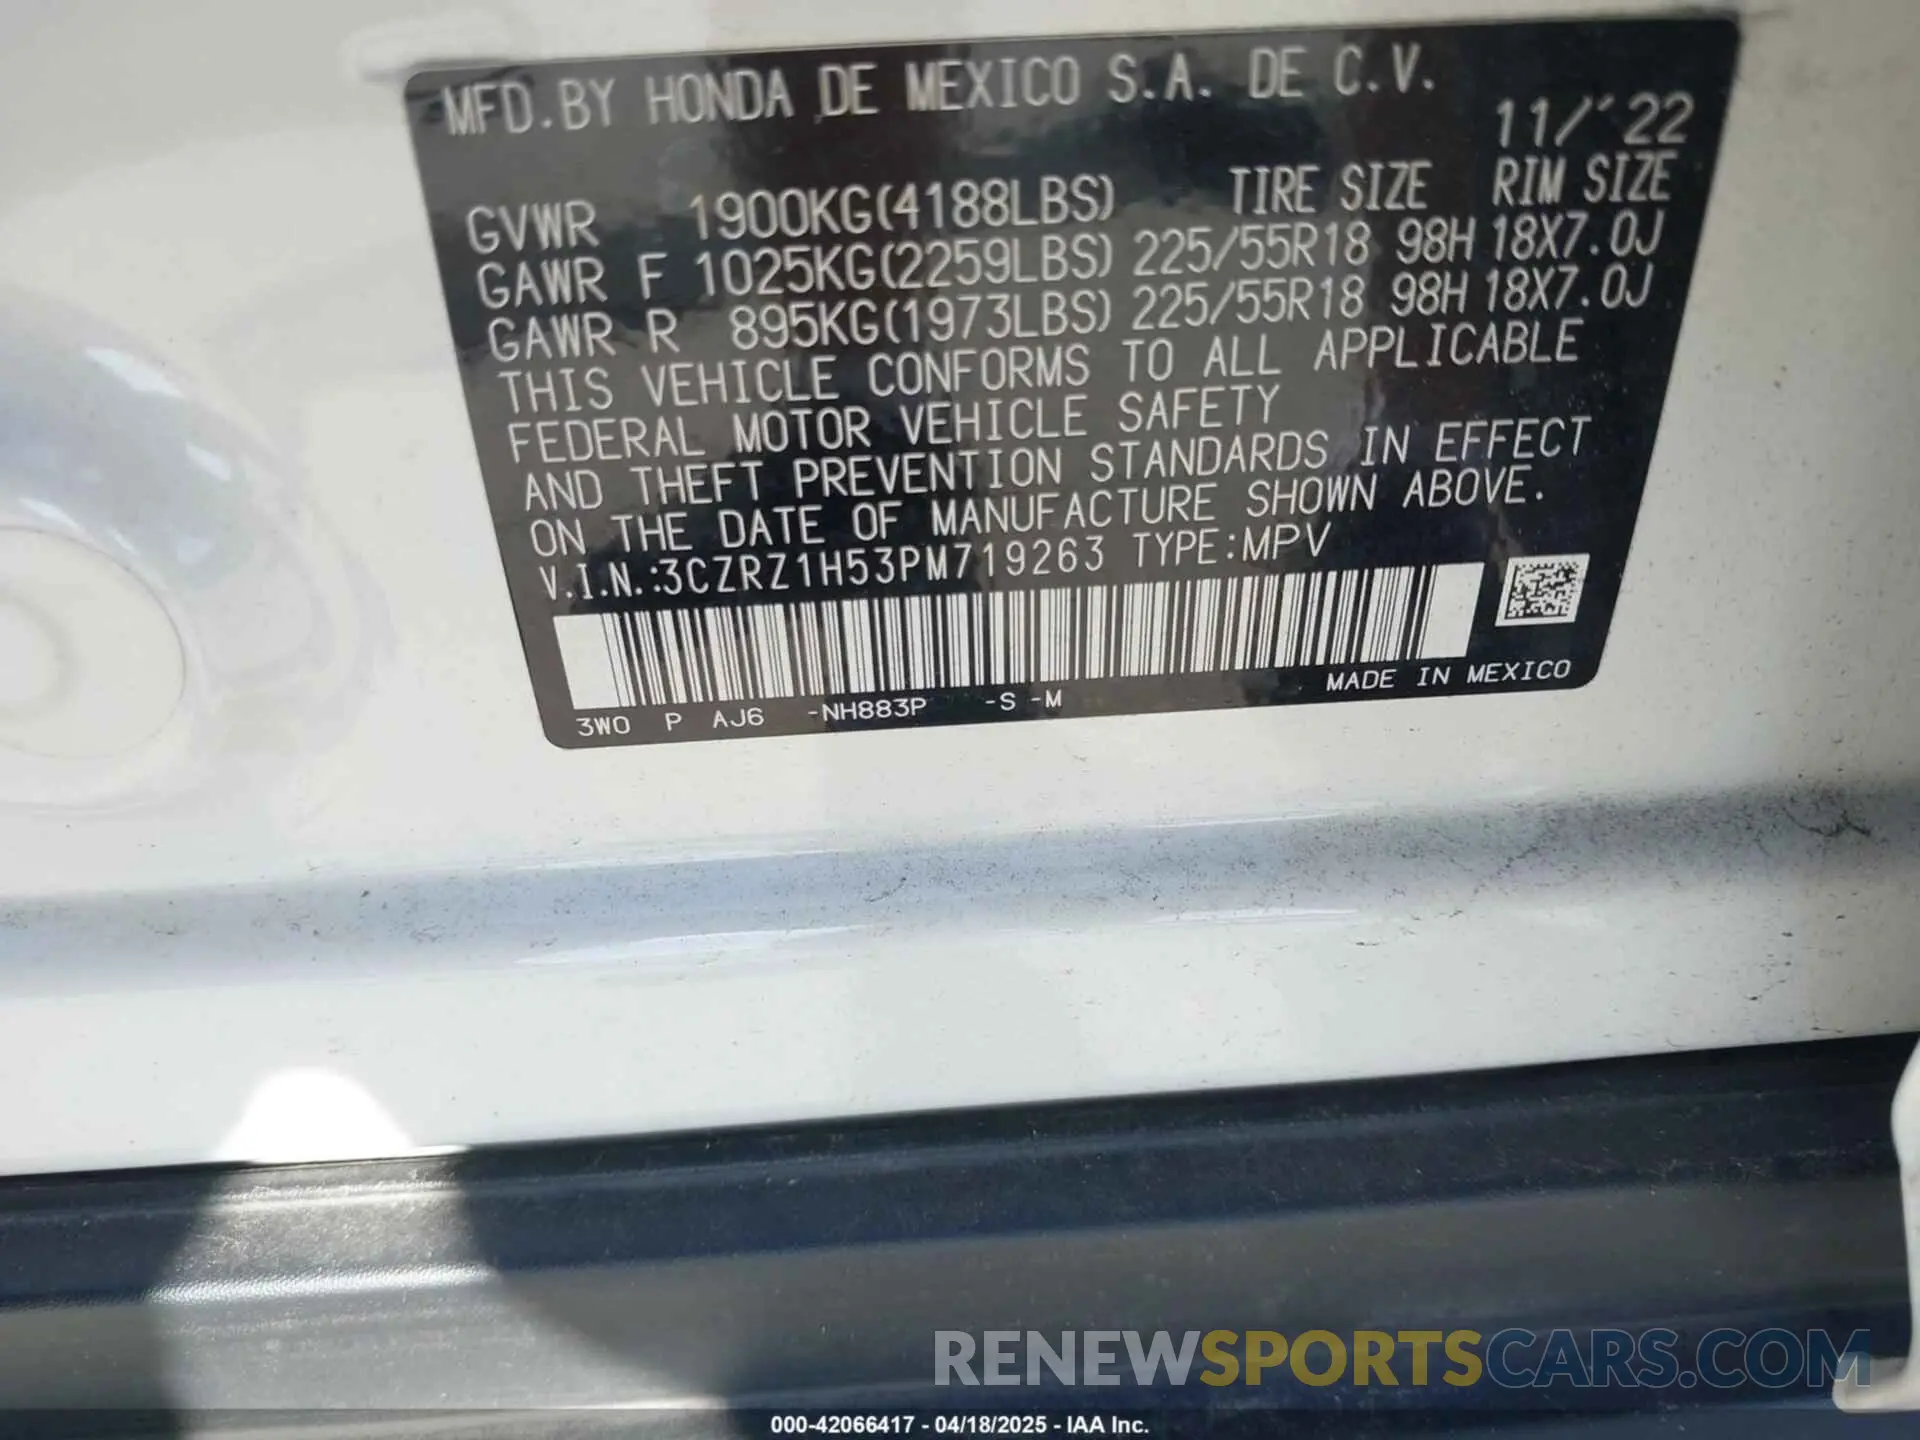 MFD.BY HONDA DE MEXICO S.A. DE C.V.
11/'22
GVWR 1900KG(4188LBS) TIRE SIZE RIM SIZE
GAWR F 1025KG(2259LBS) 225/55R18 98H 18X7.0J
GAWR R 895KG(1973LBS) 225/55R18 98H 18X7.0J
THIS VEHICLE CONFORMS TO ALL APPLICABLE
FEDERAL MOTOR VEHICLE SAFETY
AND THEFT PREVENTION STANDARDS IN EFFECT
ON THE DATE OF MANUFACTURE SHOWN ABOVE.
V.I.N.:3CZRZ1H53PM719263 TYPE:MPV
MADE IN MEXICO
3W0 P AJ6 -NH883P -S -M
RENEWSPORTSCARS.COM
000-42066417 - 04/18/2025 - IAA Inc.